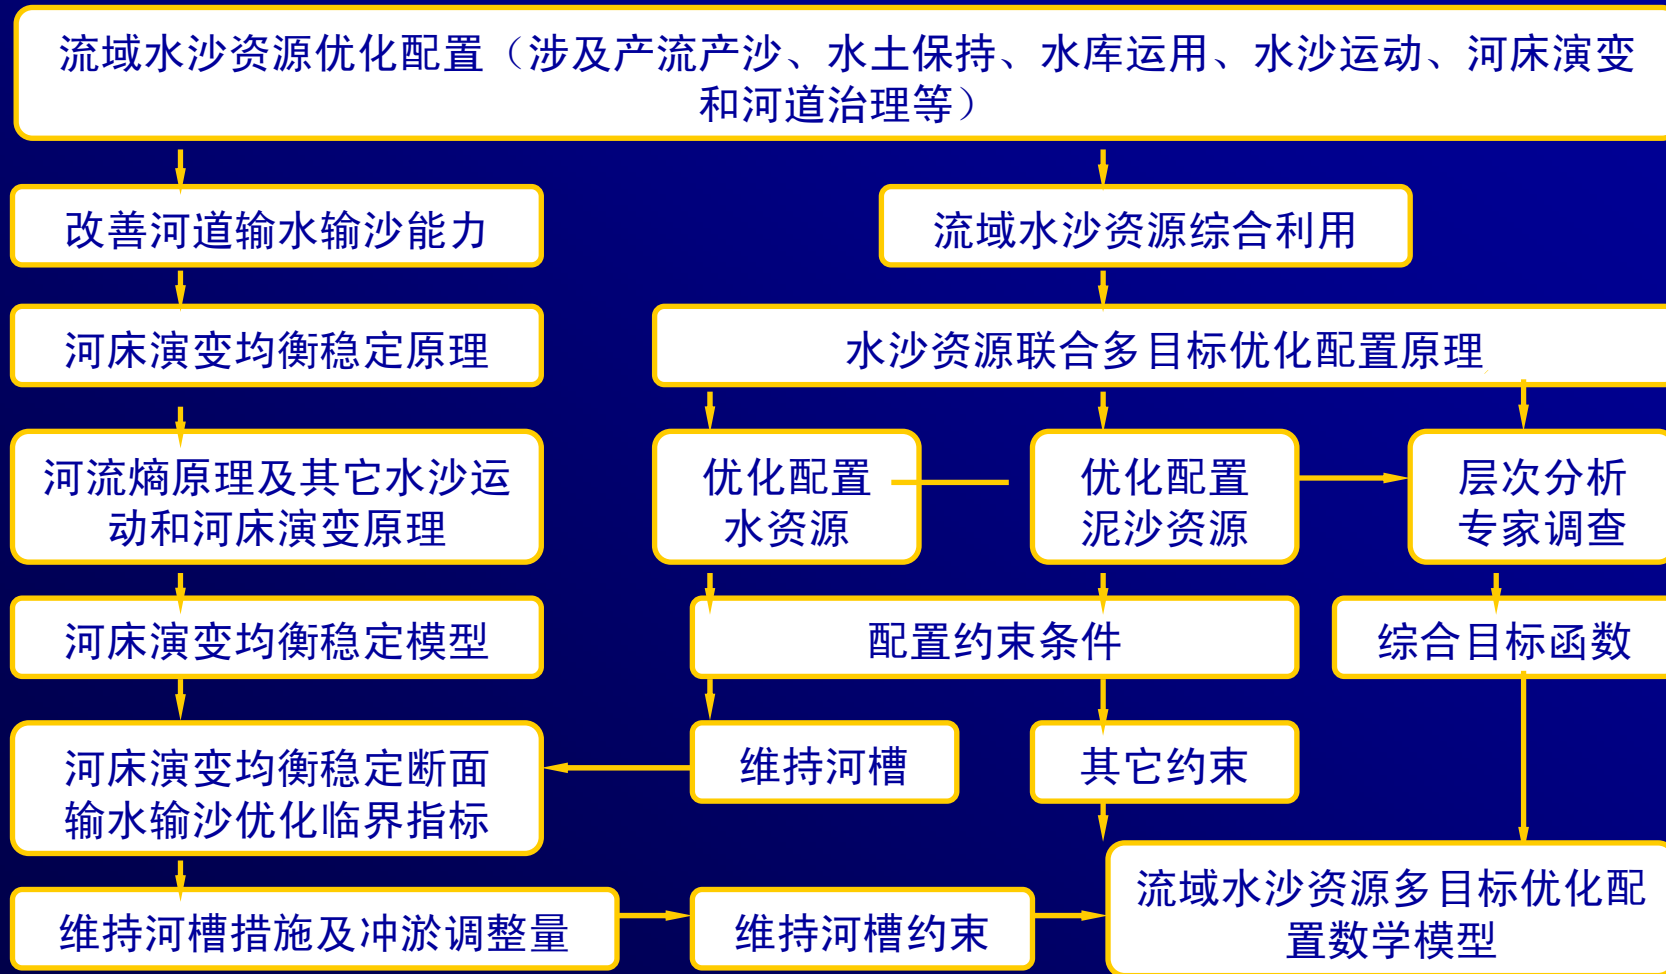 流域水沙资源优化配置（涉及产流产沙、水土保持、水库运用、水沙运动、河床演变
和河道治理等）
改善河道输水输沙能力
流域水沙资源综合利用
河床演变均衡稳定原理
水沙资源联合多目标优化配置原理
河流熵原理及其它水沙运
动和河床演变原理
优化配置
水资源
优化配置
泥沙资源
层次分析
专家调查
河床演变均衡稳定模型
配置约束条件
综合目标函数
河床演变均衡稳定断面
输水输沙优化临界指标
维持河槽
其它约束
维持河槽措施及冲淤调整量
维持河槽约束
流域水沙资源多目标优化配
置数学模型